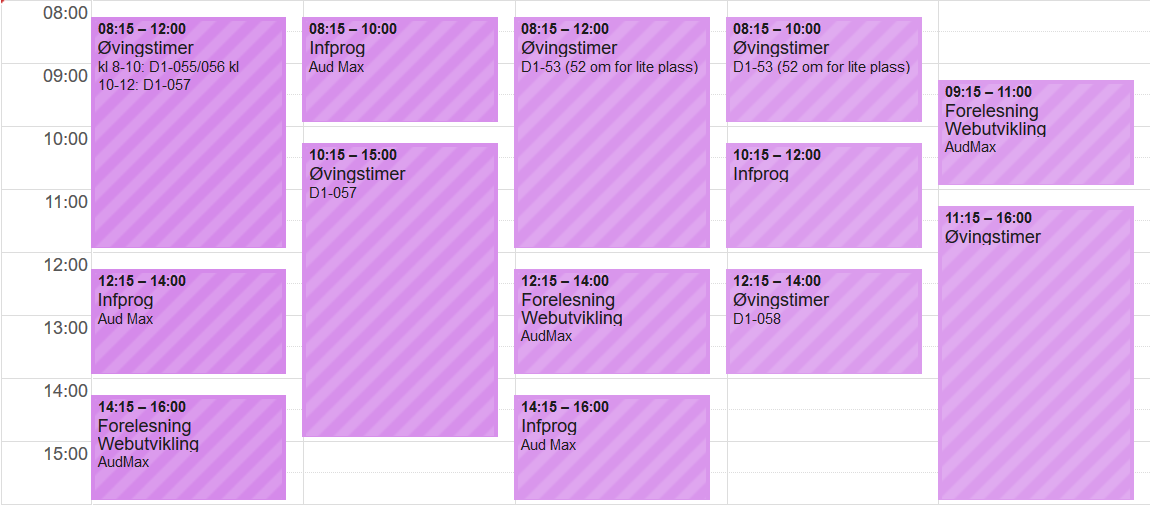 08:00
09:00
10:00
11:00
12:00
13:00
14:00
15:00
08:15 – 12:00
Øvingstimer
kl 8-10: D1-055/056 kl
10-12: D1-057
12:15 – 14:00
Infprog
Aud Max
14:15 – 16:00
Forelesning
Webutvikling
AudMax
08:15 – 10:00
Infprog
Aud Max
10:15 – 15:00
Øvingstimer
D1-057
08:15 – 12:00
Øvingstimer
D1-53 (52 om for lite plass)
12:15 – 14:00
Forelesning
Webutvikling
AudMax
14:15 – 16:00
Infprog
Aud Max
08:15 – 10:00
Øvingstimer
D1-53 (52 om for lite plass)
10:15 – 12:00
Infprog
12:15 – 14:00
Øvingstimer
D1-058
09:15 – 11:00
Forelesning
Webutvikling
AudMax
11:15 – 16:00
Øvingstimer